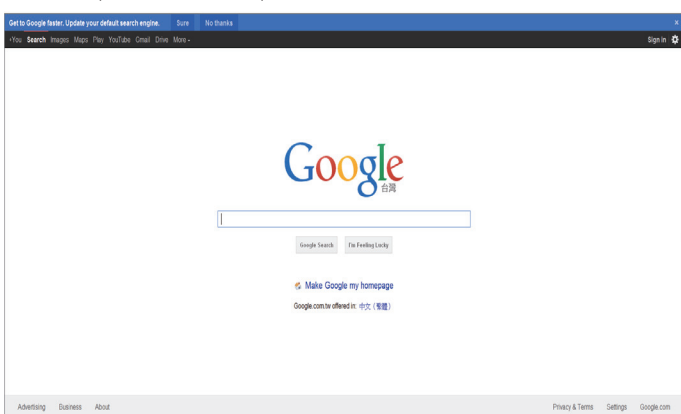 Get to Google faster. Update your default search engine. Sure No thanks ×
+You Search Images Maps Play YouTube Gmail Drive More Sign in
Google
台灣
Google Search I'm Feeling Lucky
Make Google my homepage
Google.com.tw offered in: 中文 (繁體)
Advertising Business About Privacy & Terms Settings Google.com